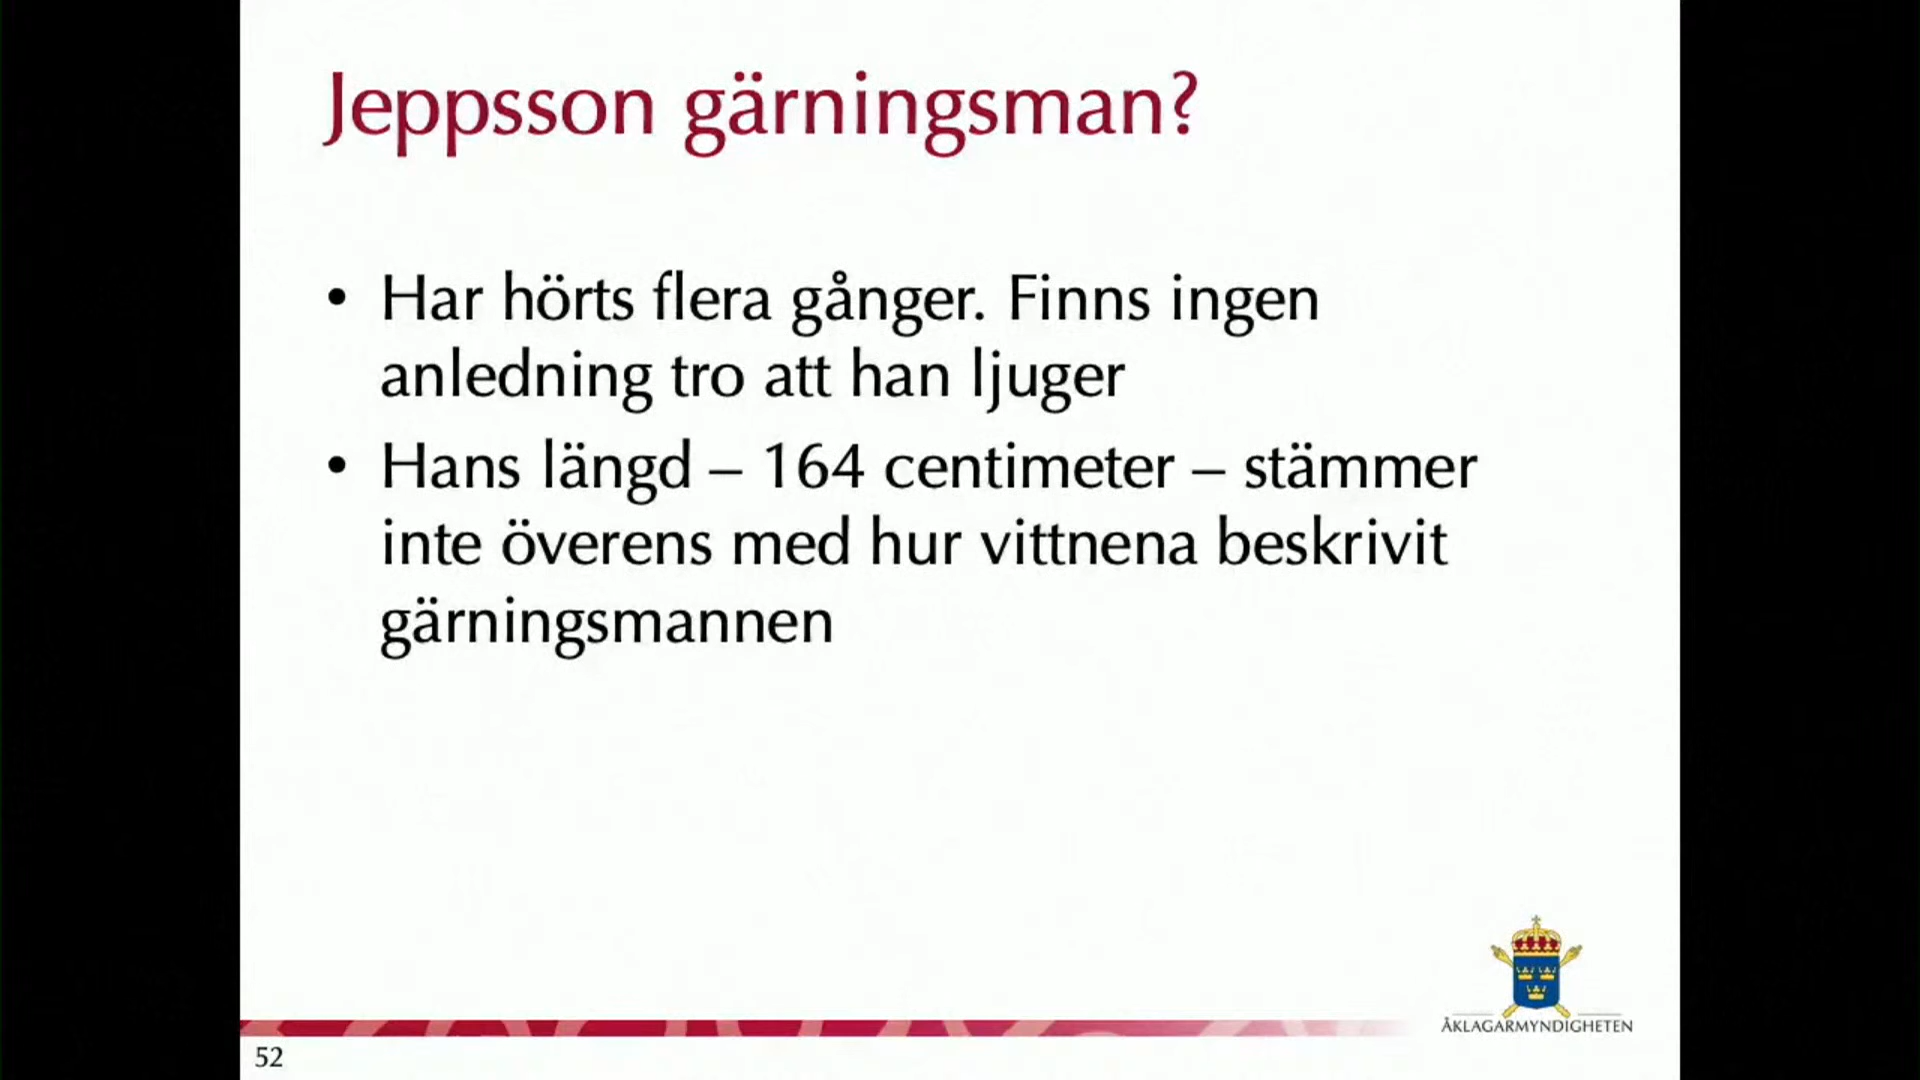 Jeppsson gärningsman?
• Har hörts flera gånger. Finns ingen
anledning tro att han ljuger
• Hans längd – 164 centimeter – stämmer
inte överens med hur vittnena beskrivit
gärningsmannen
ÅKLAGARMYNDIGHETEN
52